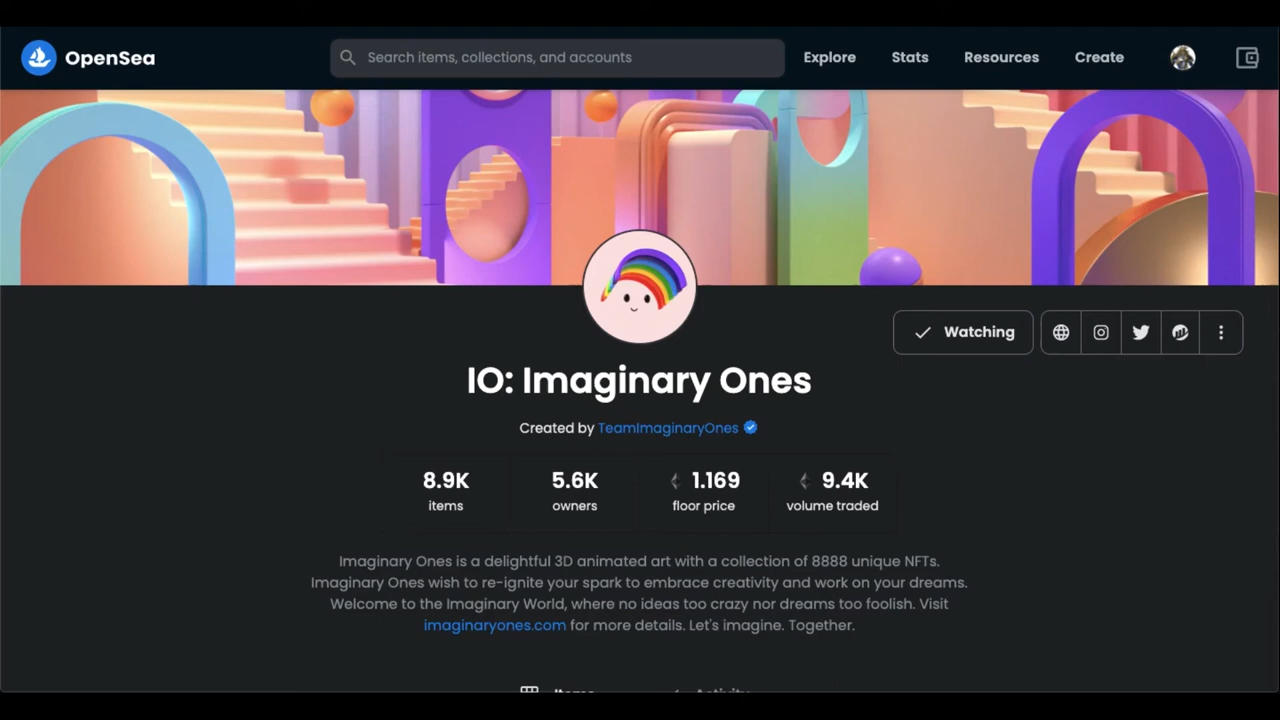 OpenSea
Search items, collections, and accounts
Explore
Stats
Resources
Create
Watching
IO: Imaginary Ones
Created by TeamImaginaryOnes
8.9K
5.6K
1.169
9.4K
items
owners
floor price
volume traded
Imaginary Ones is a delightful 3D animated art with a collection of 8888 unique NFTs.
Imaginary Ones wish to re-ignite your spark to embrace creativity and work on your dreams.
Welcome to the Imaginary World, where no ideas too crazy nor dreams too foolish. Visit
imaginaryones.com for more details. Let's imagine. Together.
Items
Activity